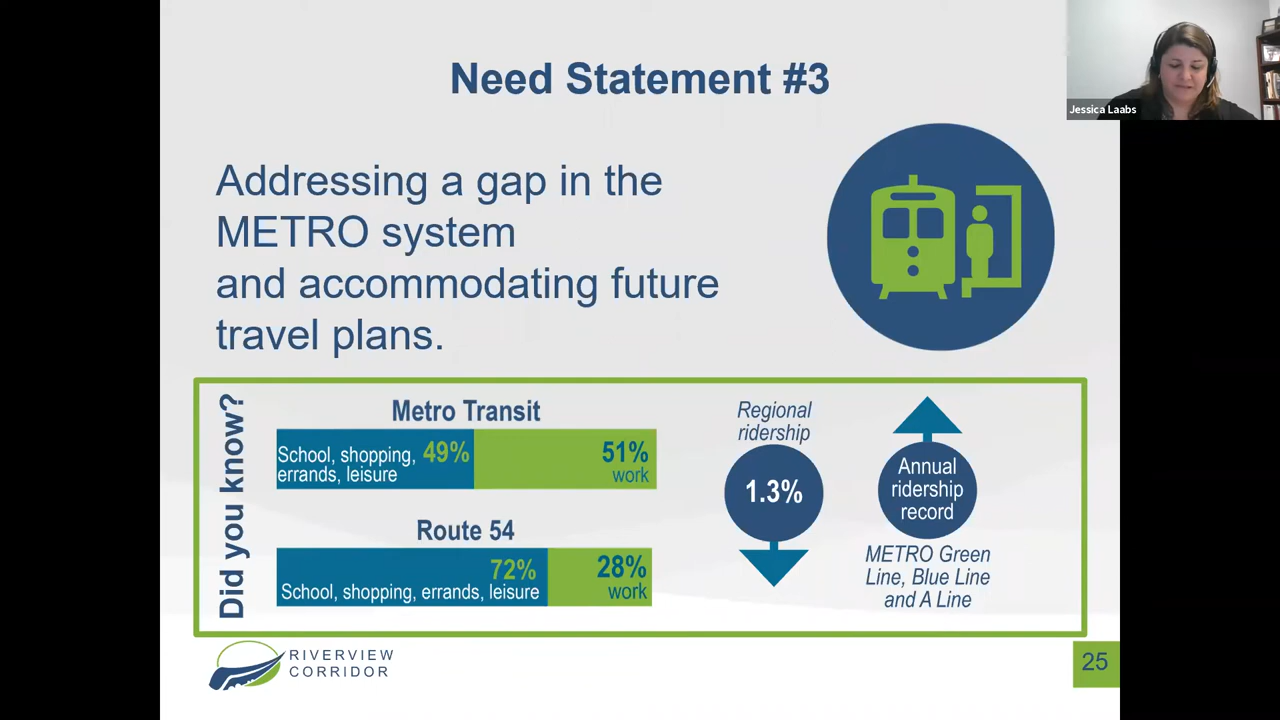 Need Statement #3
Jessica Laabs
Addressing a gap in the
METRO system
and accommodating future
travel plans.
Did you know?
Metro Transit
School, shopping, 49%
errands, leisure
51%
work
Route 54
72%
School, shopping, errands, leisure
28%
work
Regional
ridership
1.3%
Annual
ridership
record
METRO Green
Line, Blue Line
and A Line
RIVERVIEW
CORRIDOR
25